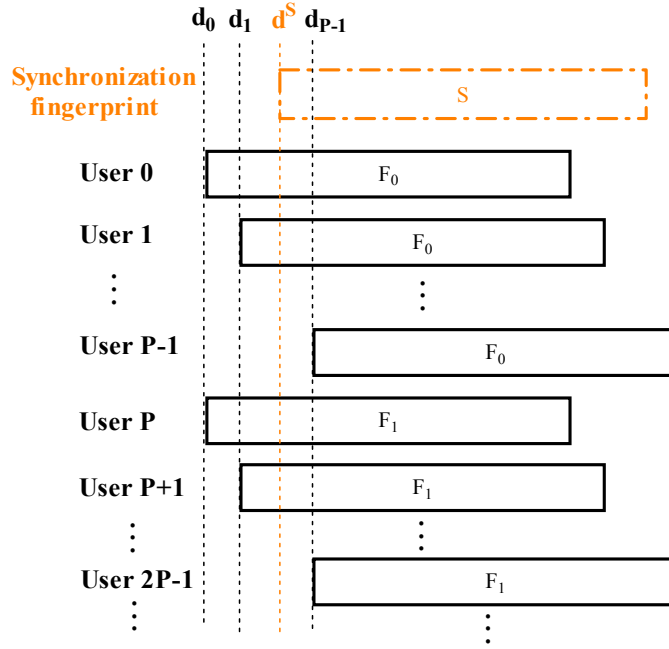 d0 d1 dS dP-1
Synchronization
fingerprint
S
User 0
F0
User 1
F0
⋮ ⋮
User P-1
F0
User P
F1
User P+1
F1
⋮ ⋮
User 2P-1
F1
⋮ ⋮